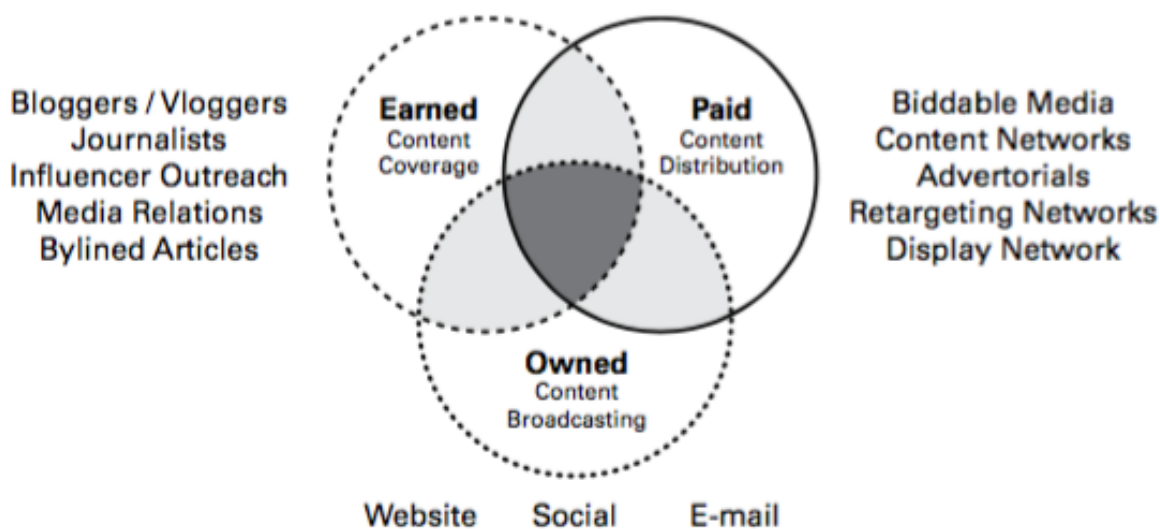 Bloggers / Vloggers
Journalists
Influencer Outreach
Media Relations
Bylined Articles
Earned
Content
Coverage
Paid
Content
Distribution
Biddable Media
Content Networks
Advertorials
Retargeting Networks
Display Network
Owned
Content
Broadcasting
Website Social E-mail